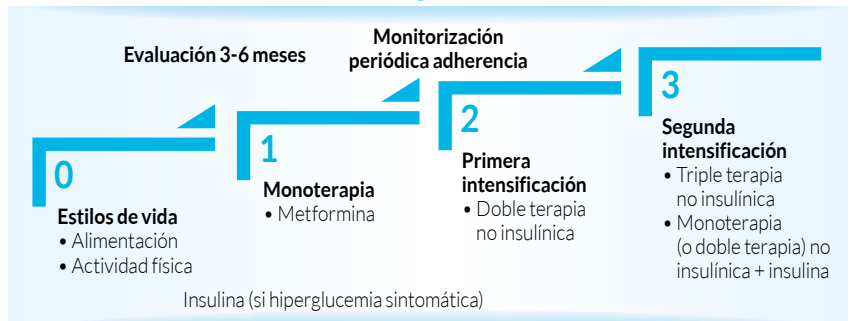 Evaluación 3-6 meses
Monitorización
periódica adherencia
0
Estilos de vida
• Alimentación
• Actividad física
1
Monoterapia
• Metformina
2
Primera
intensificación
• Doble terapia
no insulínica
3
Segunda
intensificación
• Triple terapia
no insulínica
• Monoterapia
(o doble terapia) no
insulínica + insulina
Insulina (si hiperglucemia sintomática)